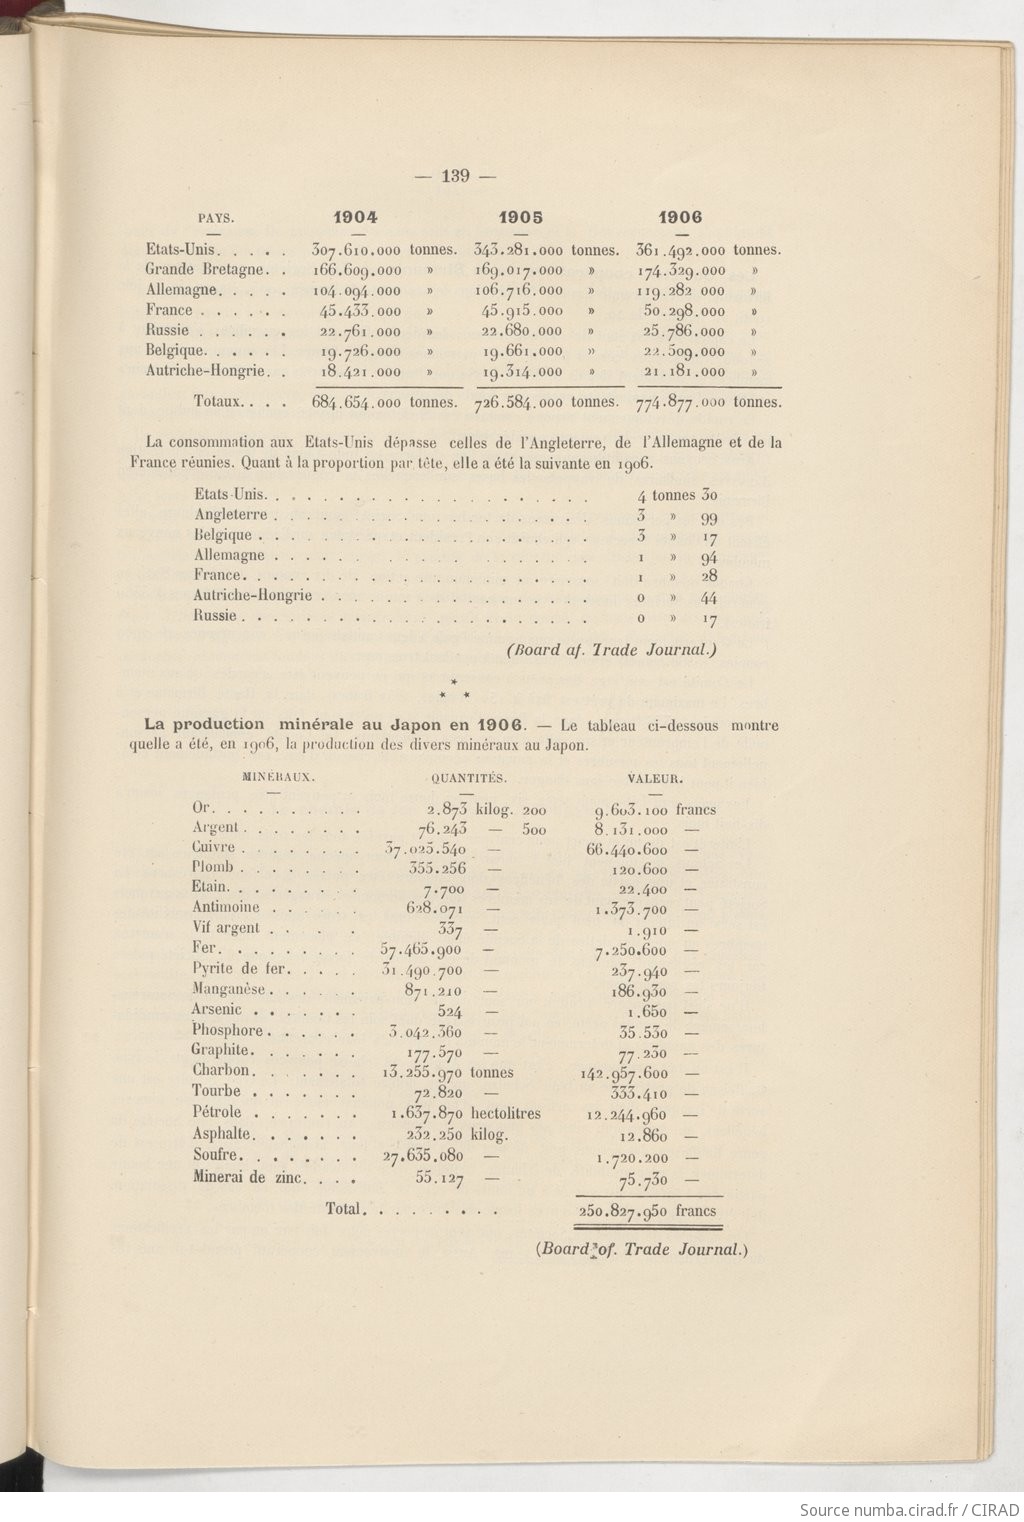 — 139 —
PAYS. 1904 1905 1906
Etats-Unis. . . . . 307.610.000 tonnes. 343.281.000 tonnes. 361.492.000 tonnes.
Grande Bretagne. . 166.609.000 » 169.017.000 » 174.329.000 »
Allemagne. . . . . 104.094.000 » 106.716.000 » 119.282 000 »
France . . . . . . 45.433.000 » 45.915.000 » 50.298.000 »
Russie . . . . . . 22.761.000 » 22.680.000 » 25.786.000 »
Belgique. . . . . . 19.726.000 » 19.661.000 » 22.509.000 »
Autriche-Hongrie. . 18.421.000 » 19.314.000 » 21.181.000 »
Totaux. . . . 684.654.000 tonnes. 726.584.000 tonnes. 774.877.000 tonnes.
La consommation aux Etats-Unis dépasse celles de l'Angleterre, de l'Allemagne et de la
France réunies. Quant à la proportion par tête, elle a été la suivante en 1906.
Etats-Unis. . . . . . . . . . . . . . . . . . . . . 4 tonnes 30
Angleterre . . . . . . . . . . . . . . . . . . . . 3 » 99
Belgique . . . . . . . . . . . . . . . . . . . . . 3 » 17
Allemagne . . . . . . . . . . . . . . . . . . . . 1 » 94
France. . . . . . . . . . . . . . . . . . . . . . 1 » 28
Autriche-Hongrie . . . . . . . . . . . . . . . . . 0 » 44
Russie . . . . . . . . . . . . . . . . . . . . . . 0 » 17
(Board af. Trade Journal.)
*
* *
La production minérale au Japon en 1906. — Le tableau ci-dessous montre
quelle a été, en 1906, la production des divers minéraux au Japon.
MINÉRAUX. QUANTITÉS. VALEUR.
Or. . . . . . . . . . 2.873 kilog. 200 9.603.100 francs
Argent . . . . . . . . 76.243 — 500 8.131.000 —
Cuivre . . . . . . . . 37.025.540 — 66.440.600 —
Plomb . . . . . . . . 355.256 — 120.600 —
Etain. . . . . . . . . 7.700 — 22.400 —
Antimoine . . . . . . 628.071 — 1.373.700 —
Vif argent . . . . 337 — 1.910 —
Fer. . . . . . . . . 57.465.900 — 7.250.600 —
Pyrite de fer. . . . . 31.490.700 — 237.940 —
Manganèse. . . . . . 871.210 — 186.930 —
Arsenic . . . . . . . 524 — 1.650 —
Phosphore . . . . . . 3.042.360 — 35.530 —
Graphite. . . . . . . 177.570 — 77.230 —
Charbon. . . . . . . 13.255.970 tonnes 142.957.600 —
Tourbe . . . . . . . 72.820 — 333.410 —
Pétrole . . . . . . . 1.637.870 hectolitres 12.244.960 —
Asphalte. . . . . . . 232.250 kilog. 12.860 —
Soufre. . . . . . . . 27.635.080 — 1.720.200 —
Minerai de zinc. . . . 55.127 — 75.730 —
Total. . . . . . . . . 250.827.950 francs
(Board of. Trade Journal.)
Source numba.cirad.fr / CIRAD